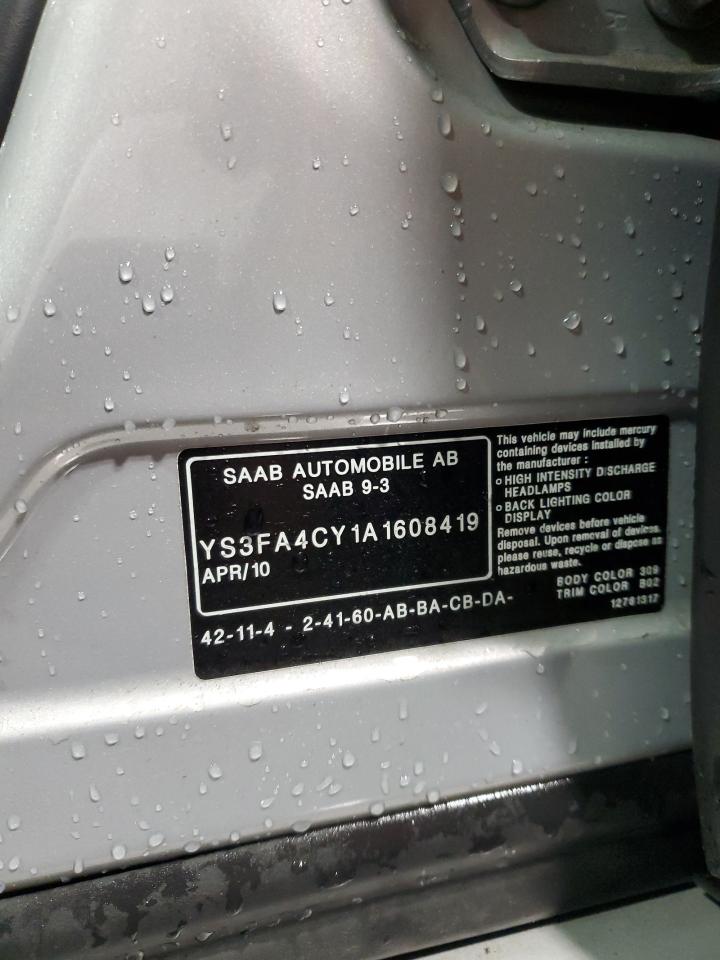 SAAB AUTOMOBILE AB
SAAB 9-3
YS3FA4CY1A1608419
APR/10
42-11-4 - 2-41-60-AB-BA-CB-DA-
This vehicle may include mercury
containing devices installed by
the manufacturer :
o HIGH INTENSITY DISCHARGE
HEADLAMPS
o BACK LIGHTING COLOR
DISPLAY
Remove devices before vehicle
disposal. Upon removal of devices
please reuse, recycle or dispose as
hazardous waste.
BODY COLOR 309
TRIM COLOR B02
12781317